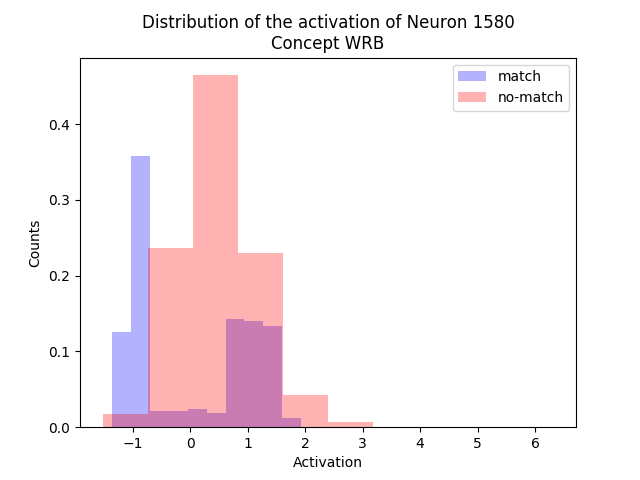 Distribution of the activation of Neuron 1580
Concept WRB
match
no-match
Counts
0.4
0.3
0.2
0.1
0.0
−1
0
1
2
3
4
5
6
Activation